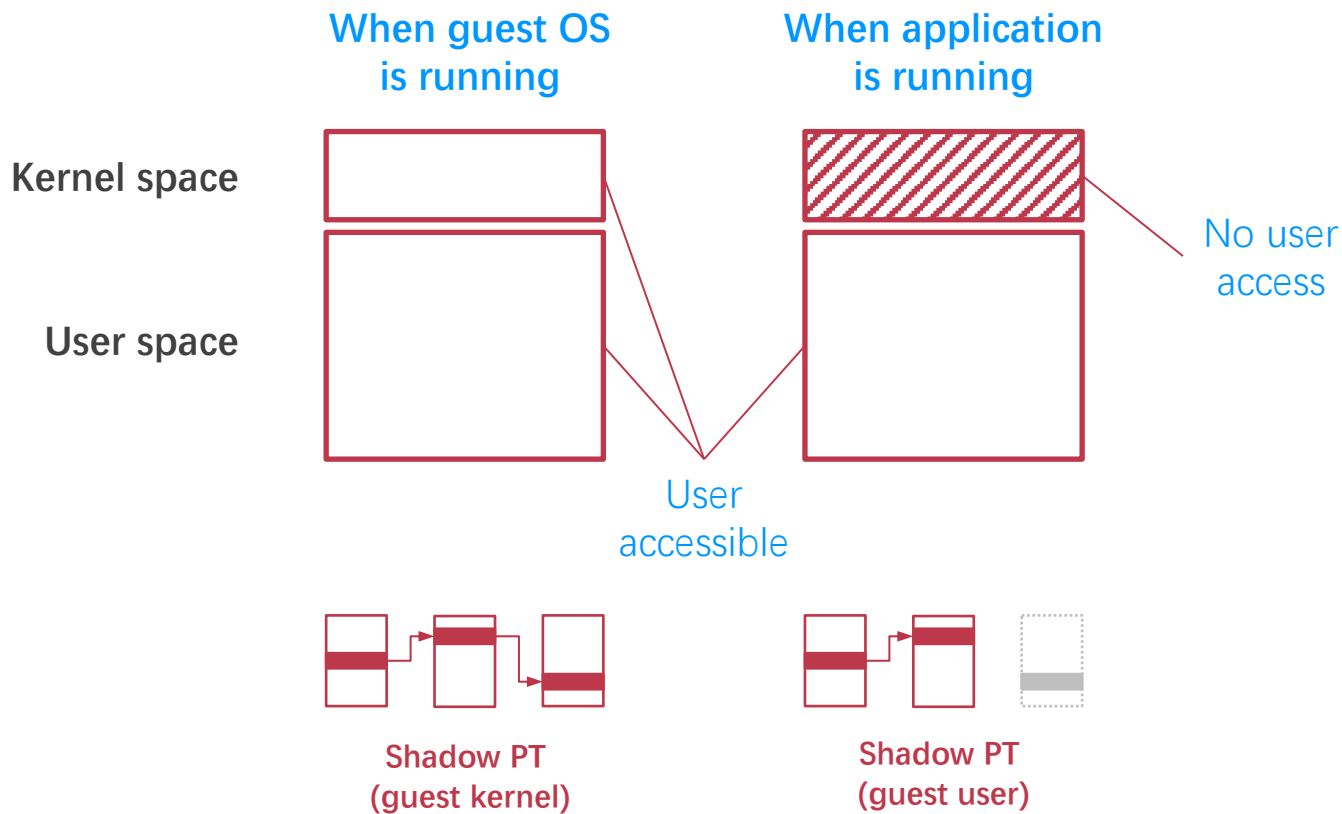 When guest OS
is running
When application
is running
Kernel space
No user
access
User space
User
accessible
Shadow PT
(guest kernel)
Shadow PT
(guest user)